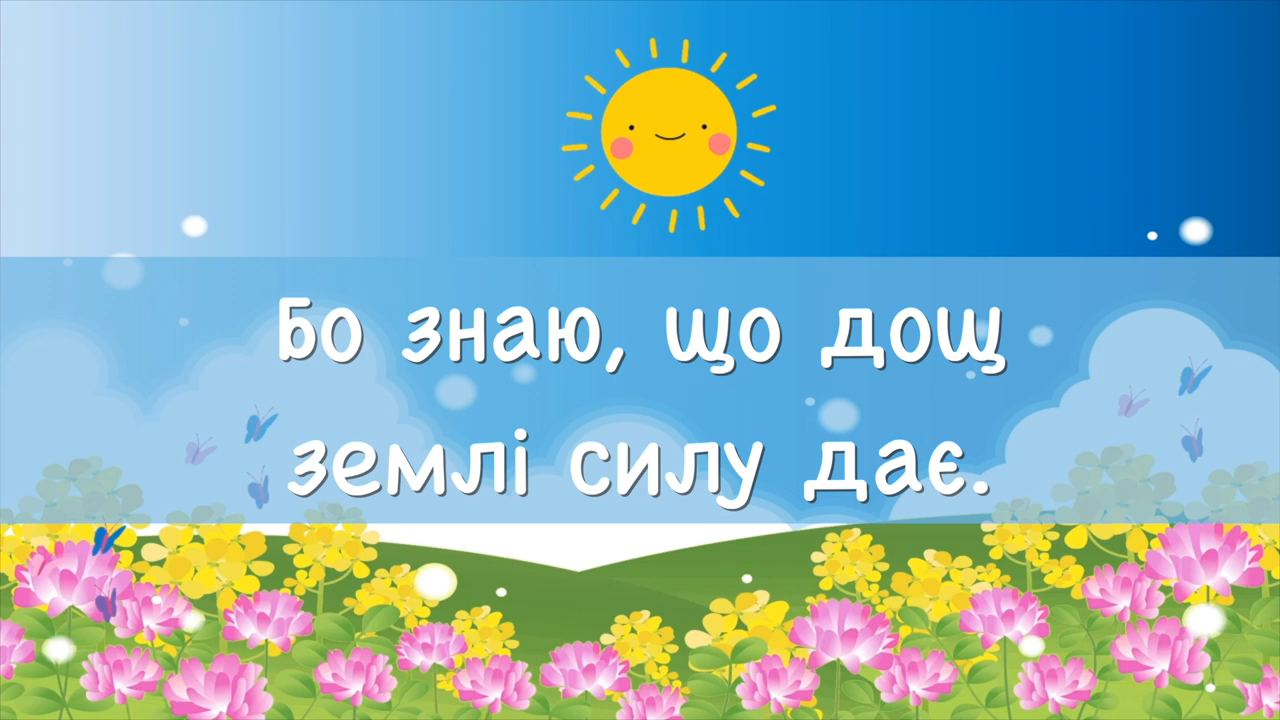 Бо знаю, що дощ
землі силу дає.